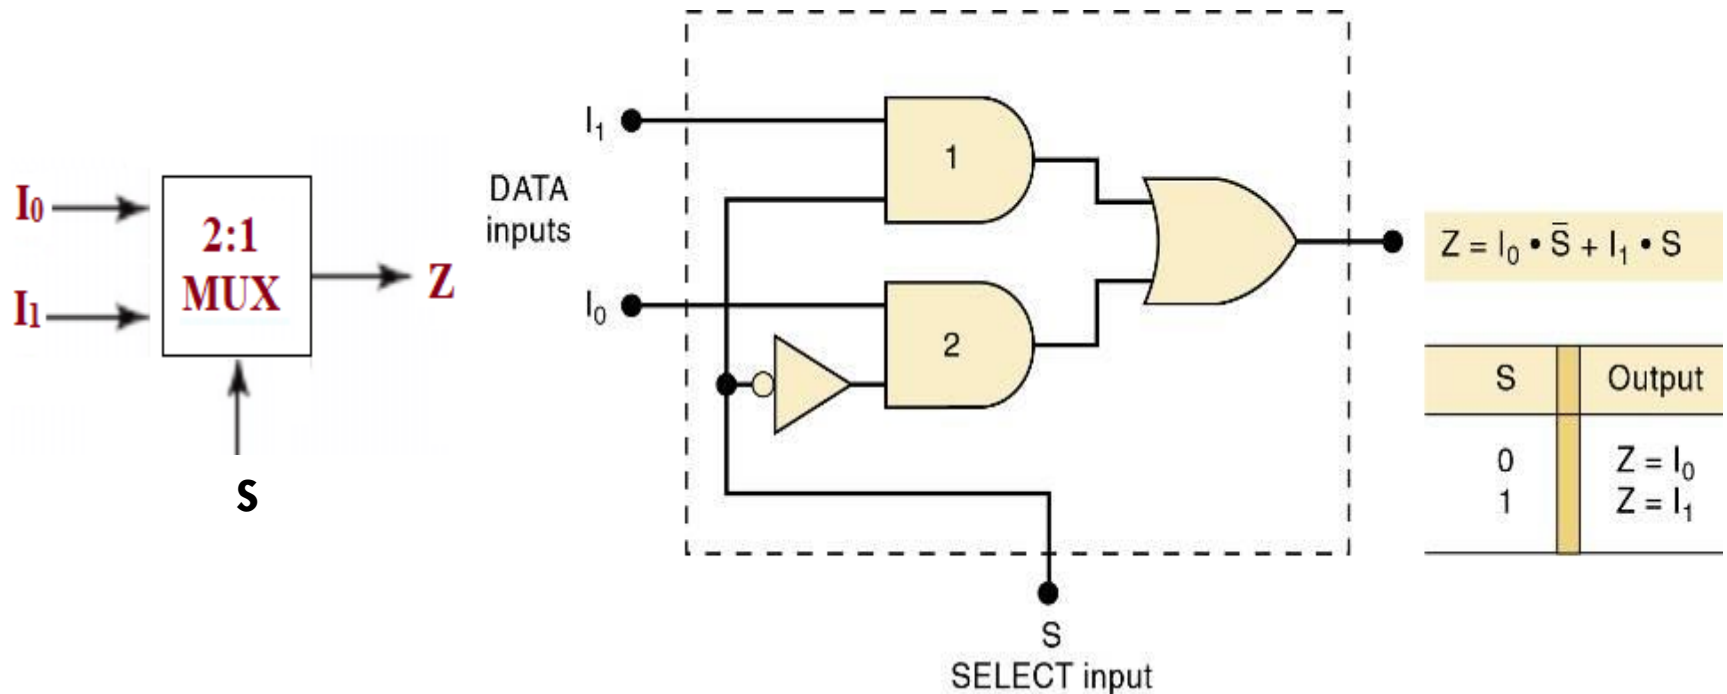 I₀
I₁
2:1
MUX
Z
S
I₁
DATA
inputs
I₀
1
2
S
SELECT input
Z = I₀ • S̅ + I₁ • S
S Output
0 Z = I₀
1 Z = I₁